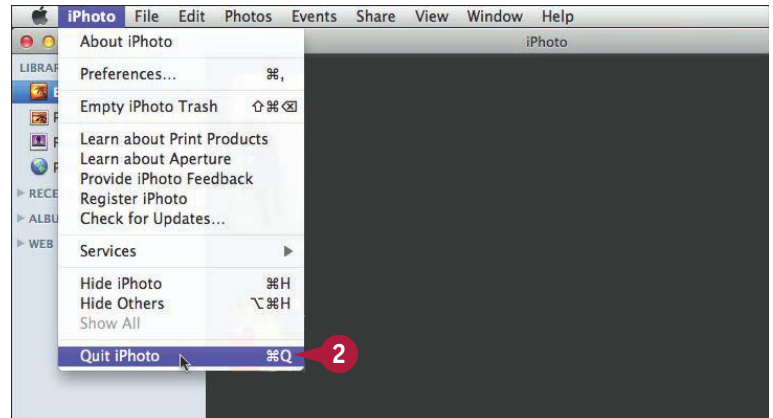 iPhoto File Edit Photos Events Share View Window Help
iPhoto
About iPhoto
Preferences... ⌘,
Empty iPhoto Trash ⇧⌘⌫
Learn about Print Products
Learn about Aperture
Provide iPhoto Feedback
Register iPhoto
Check for Updates...
Services ▶
Hide iPhoto ⌘H
Hide Others ⌥⌘H
Show All
Quit iPhoto ⌘Q 2
WEB